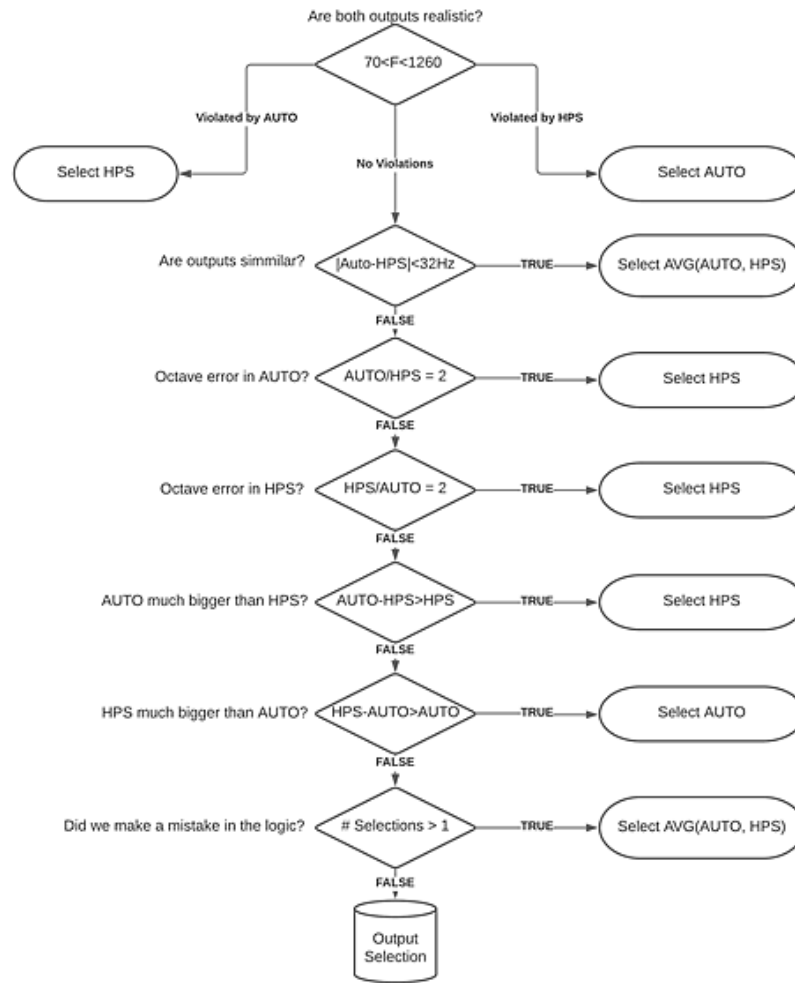 Are both outputs realistic?
70<F<1260
Violated by AUTO
Violated by HPS
Select HPS
No Violations
Select AUTO
Are outputs simmilar?
|Auto-HPS|<32Hz
TRUE
Select AVG(AUTO, HPS)
FALSE
Octave error in AUTO?
AUTO/HPS = 2
TRUE
Select HPS
FALSE
Octave error in HPS?
HPS/AUTO = 2
TRUE
Select HPS
FALSE
AUTO much bigger than HPS?
AUTO-HPS>HPS
TRUE
Select HPS
FALSE
HPS much bigger than AUTO?
HPS-AUTO>AUTO
TRUE
Select AUTO
FALSE
Did we make a mistake in the logic?
# Selections > 1
TRUE
Select AVG(AUTO, HPS)
FALSE
Output
Selection